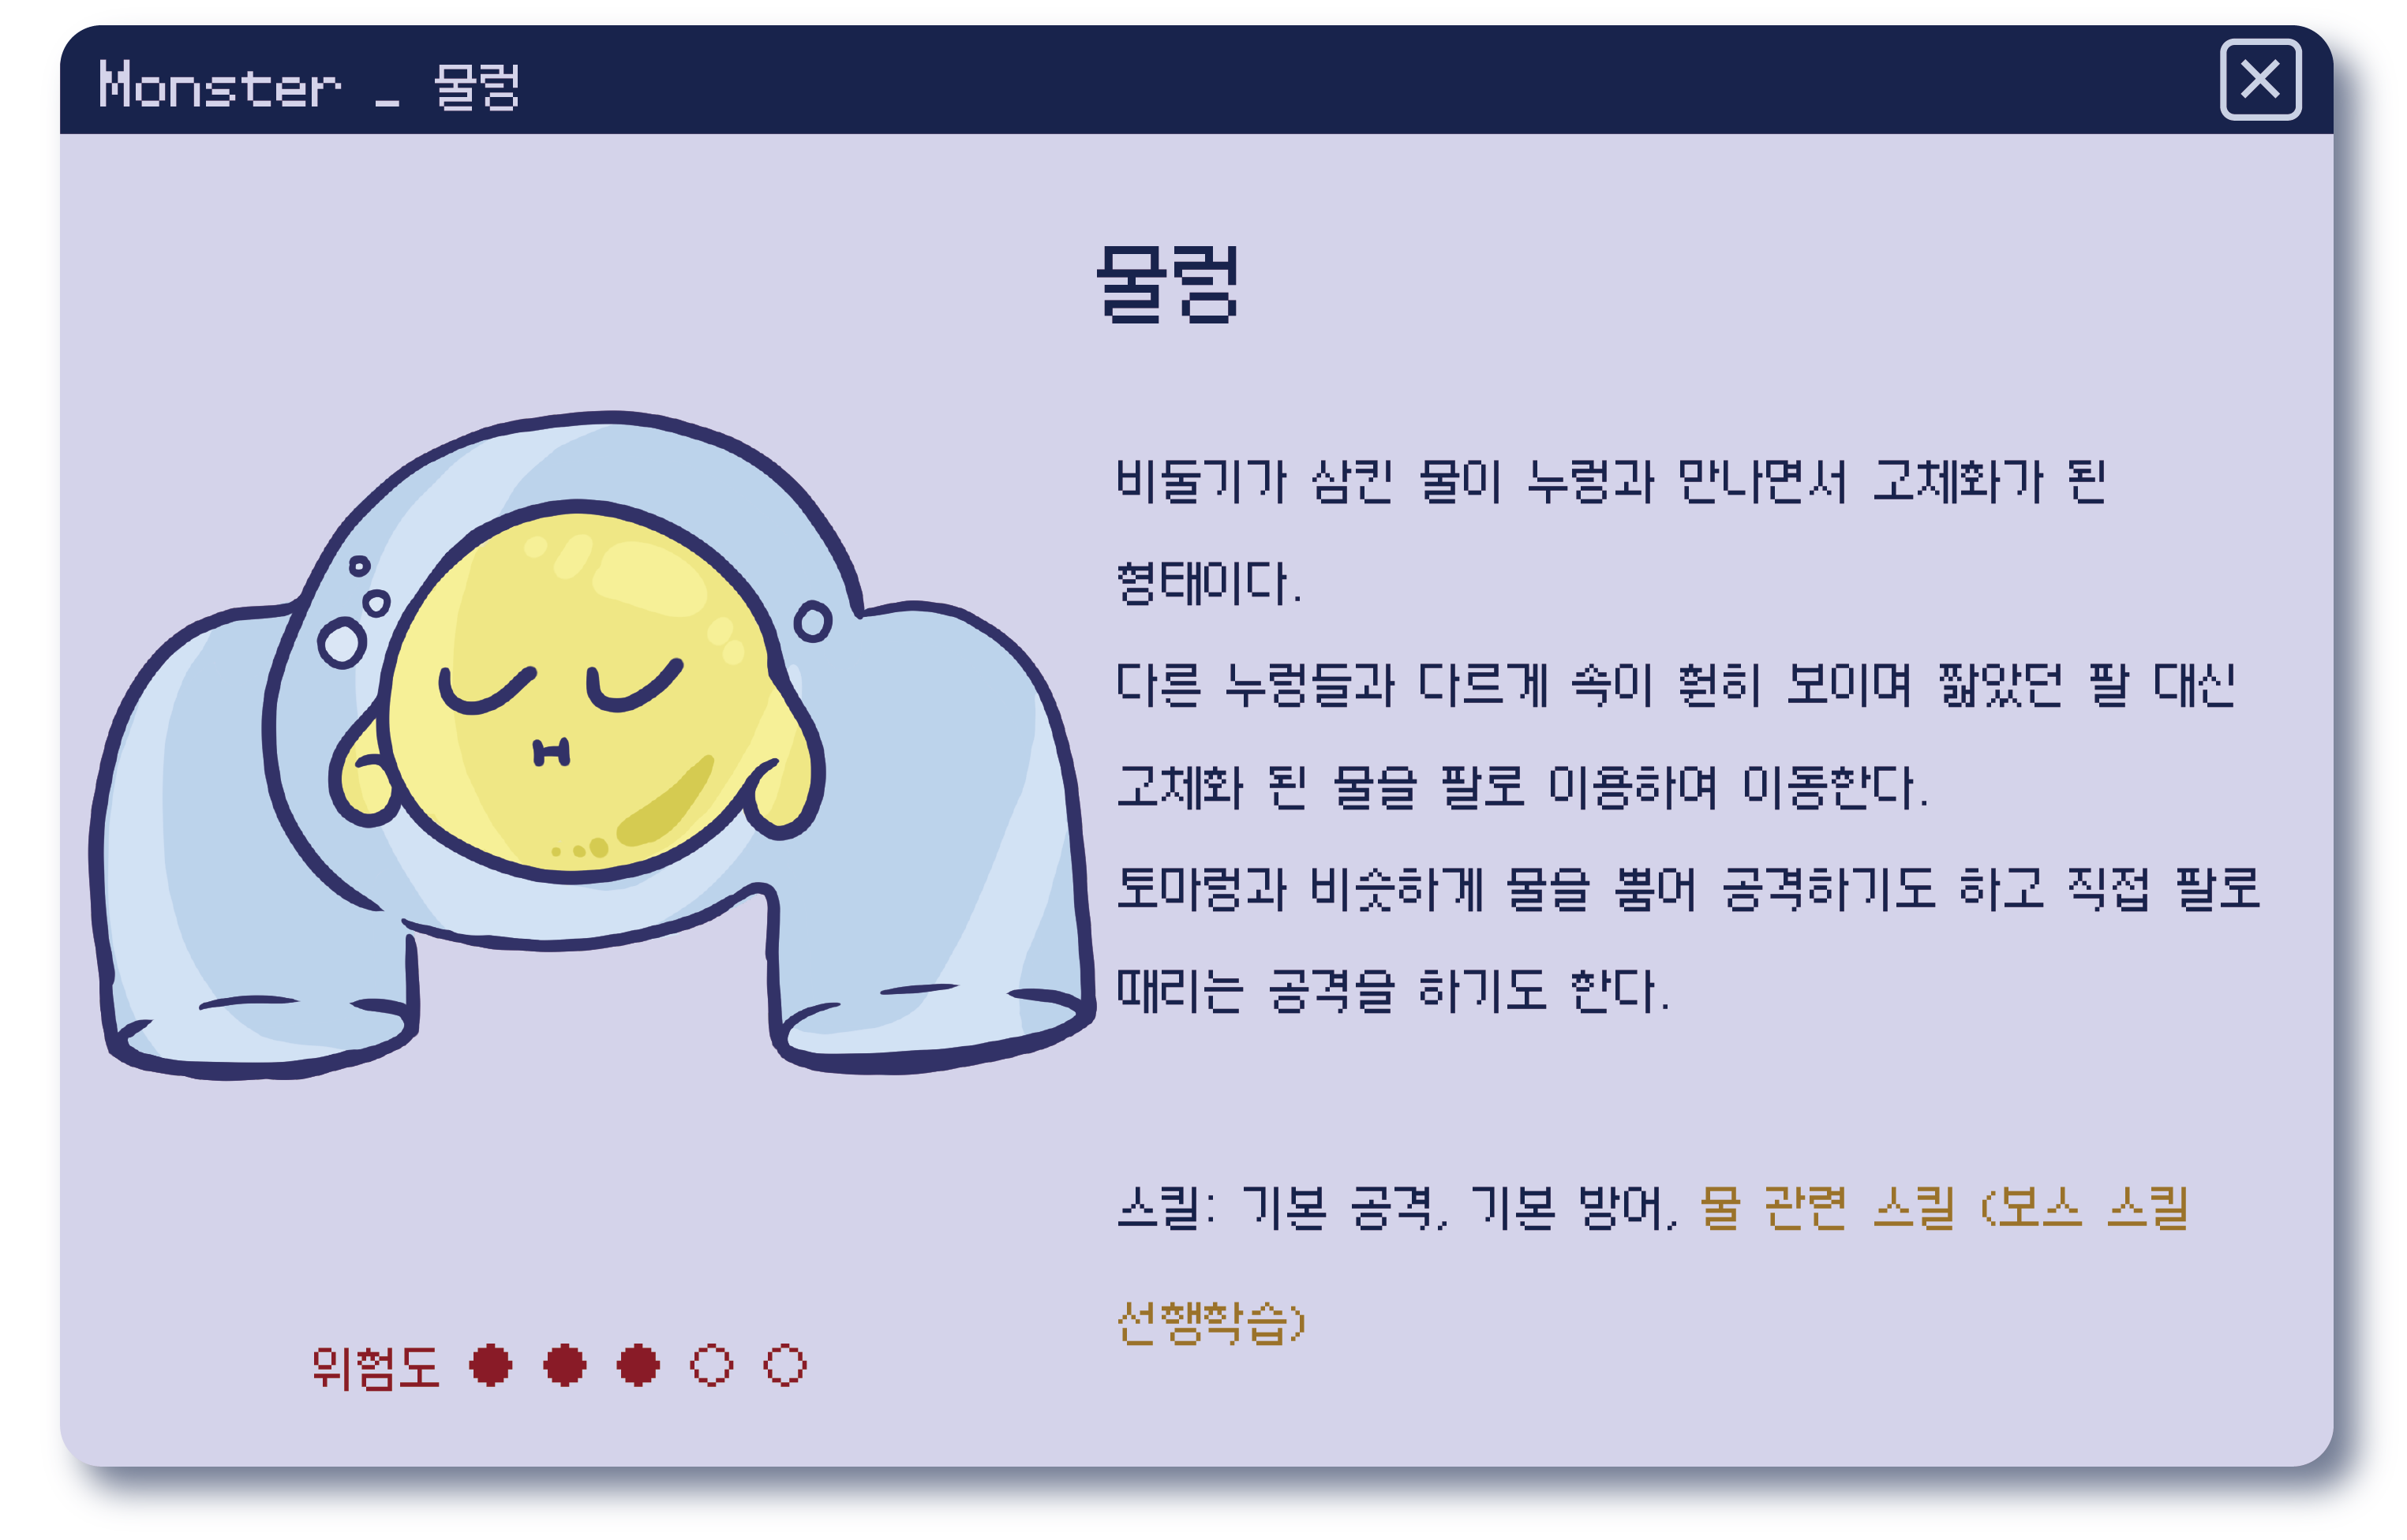 Monster _ 물렁
물렁
비둘기가 삼킨 물이 누렁과 만나면서 고체화가 된
형태이다.
다른 누렁들과 다르게 속이 훤히 보이며 짧았던 팔 대신
고체화 된 물을 팔로 이용하여 이동한다.
토마렁과 비슷하게 물을 뿜어 공격하기도 하고 직접 팔로
때리는 공격을 하기도 한다.
스킬: 기본 공격, 기본 방어, 물 관련 스킬 (보스 스킬
선행학습)
위험도 ● ● ● ○ ○